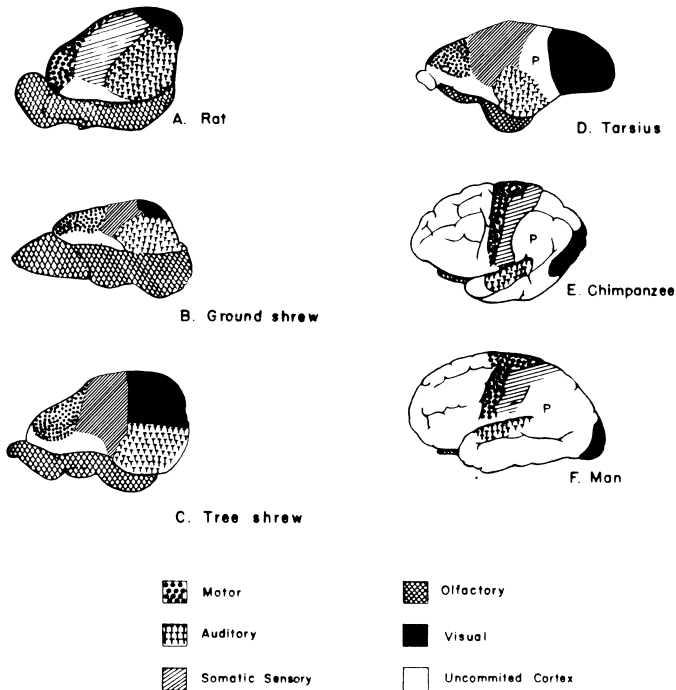 A. Rat
B. Ground shrew
C. Tree shrew
P
D. Tarsius
P
E. Chimpanzee
P
F. Man
Motor
Auditory
Somatic Sensory
Olfactory
Visual
Uncommited Cortex